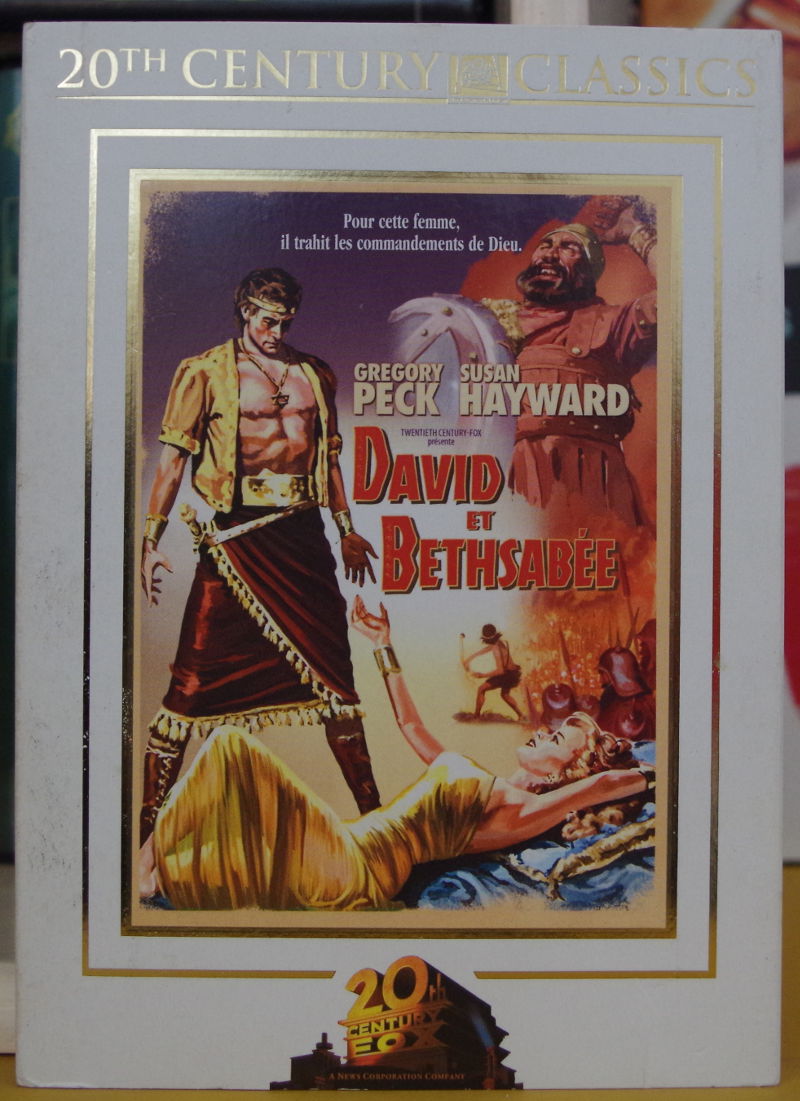 20TH CENTURY CLASSICS
Pour cette femme,
il trahit les commandements de Dieu.
GREGORY SUSAN
PECK HAYWARD
TWENTIETH CENTURY-FOX
présente
DAVID
ET
BETHSABÉE
20th
CENTURY
FOX
A NEWS CORPORATION COMPANY